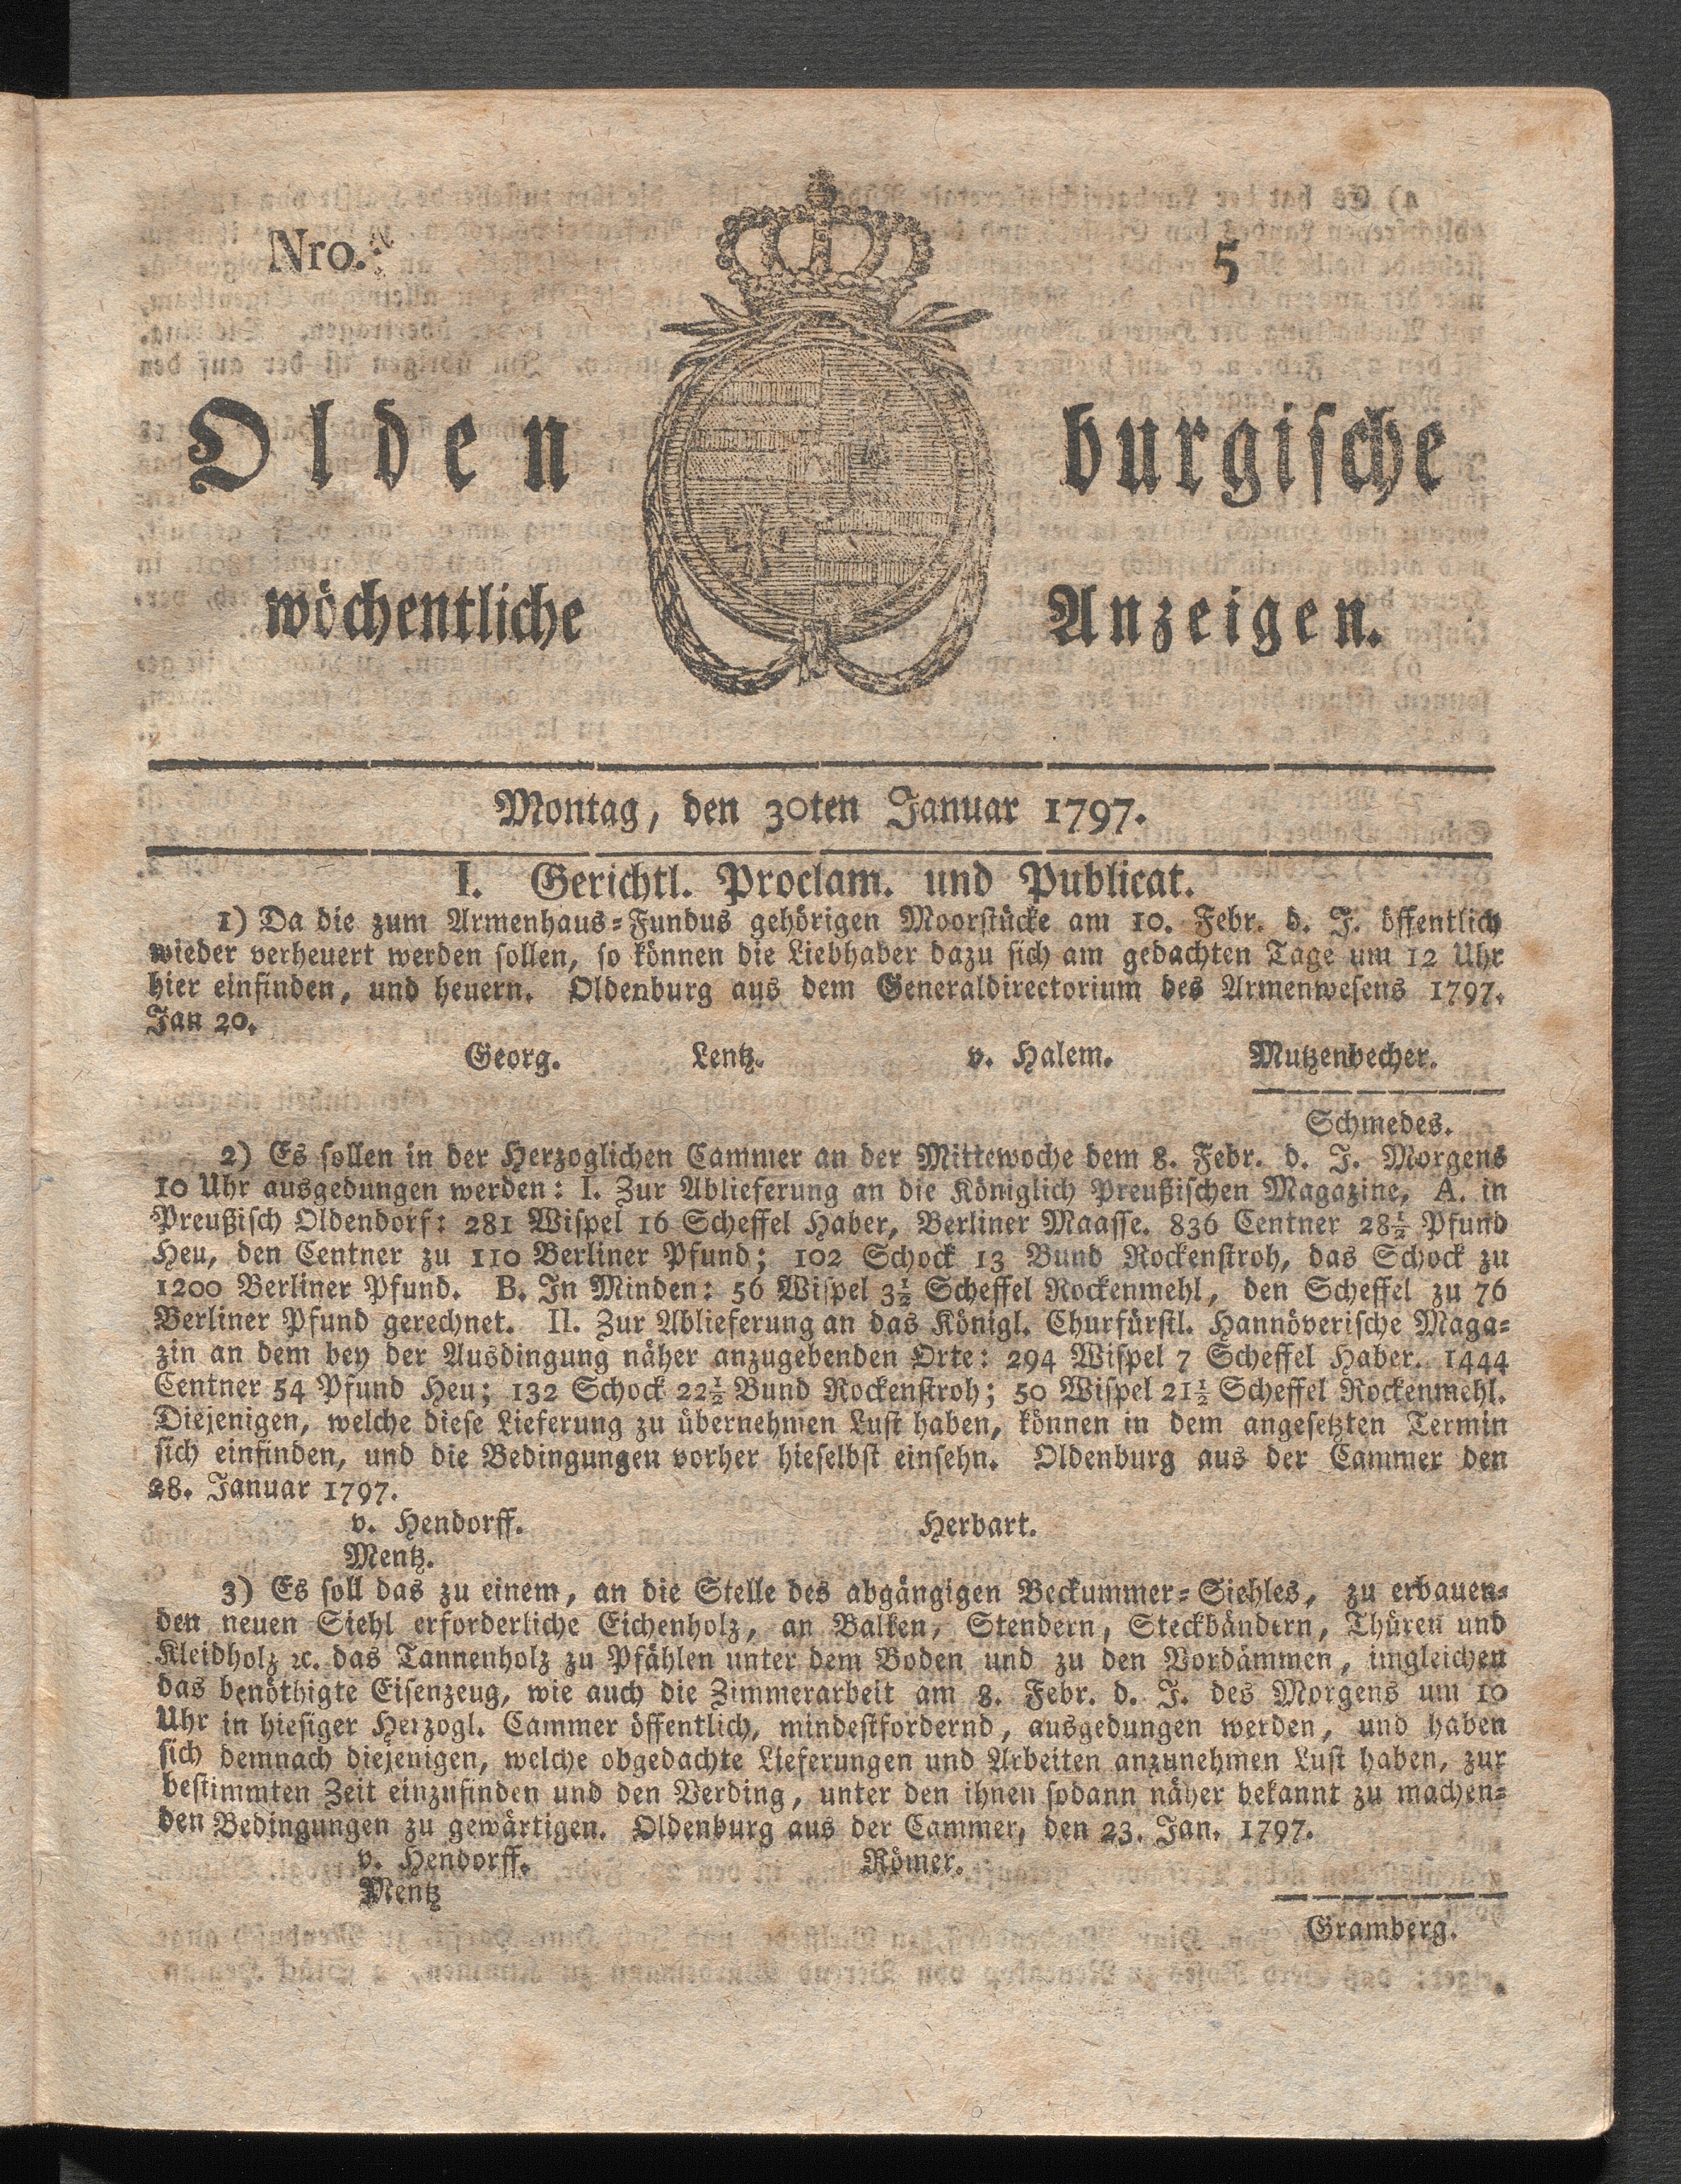 Nro. 5
Olden burgische
wöchentliche Anzeigen.
Montag, den 30ten Januar 1797.
I. Gerichtl. Proclam. und Publicat.
1) Da die zum Armenhaus=Fundus gehörigen Moorstücke am 10. Febr. d. J. öffentlich
wieder verheuert werden sollen, so können die Liebhaber dazu sich am gedachten Tage um 12 Uhr
hier einfinden, und heuern. Oldenburg aus dem Generaldirectorium des Armenwesens 1797.
Jan 20.
Georg. Lentz. v. Halem. Mutzenbecher.
Schmedes.
2) Es sollen in der Herzoglichen Cammer an der Mittewoche dem 8. Febr. d. J. Morgens
10 Uhr ausgedungen werden: I. Zur Ablieferung an die Königlich Preußischen Magazine, A. in
Preußisch Oldendorf: 281 Wispel 16 Scheffel Haber, Berliner Maasse. 836 Centner 28½ Pfund
Heu, den Centner zu 110 Berliner Pfund; 102 Schock 13 Bund Rockenstroh, das Schock zu
1200 Berliner Pfund. B. In Minden: 56 Wispel 3½ Scheffel Rockenmehl, den Scheffel zu 76
Berliner Pfund gerechnet. II. Zur Ablieferung an das Königl. Churfürstl. Hannöverische Maga=
zin an dem bey der Ausdingung näher anzugebenden Orte: 294 Wispel 7 Scheffel Haber. 1444
Centner 54 Pfund Heu; 132 Schock 22½ Bund Rockenstroh; 50 Wispel 21½ Scheffel Rockenmehl.
Diejenigen, welche diese Lieferung zu übernehmen Lust haben, können in dem angesetzten Termin
sich einfinden, und die Bedingungen vorher hieselbst einsehn. Oldenburg aus der Cammer den
28. Januar 1797.
v. Hendorff. Herbart.
Mentz.
3) Es soll das zu einem, an die Stelle des abgängigen Beckummer=Siehles, zu erbauen=
den neuen Siehl erforderliche Eichenholz, an Balken, Stendern, Steckbändern, Thüren und
Kleidholz ꝛc. das Tannenholz zu Pfählen unter dem Boden und zu den Vordämmen, imgleichen
das benöthigte Eisenzeug, wie auch die Zimmerarbeit am 8. Febr. d. J. des Morgens um 10
Uhr in hiesiger Herzogl. Cammer öffentlich, mindestfordernd, ausgedungen werden, und haben
sich demnach diejenigen, welche obgedachte Lieferungen und Arbeiten anzunehmen Lust haben, zur
bestimmten Zeit einzufinden und den Verding, unter den ihnen sodann näher bekannt zu machen=
den Bedingungen zu gewärtigen. Oldenburg aus der Cammer, den 23. Jan. 1797.
v. Hendorff. Römer.
Mentz
Gramberg.